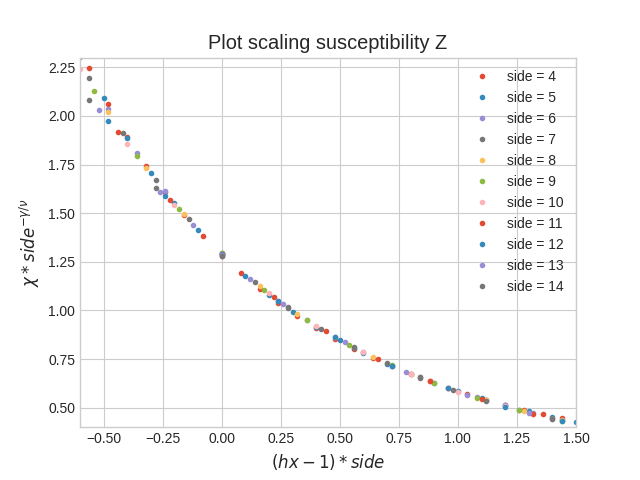 Plot scaling susceptibility Z
χ * side^{−γ/ν}
2.25
2.00
1.75
1.50
1.25
1.00
0.75
0.50
side = 4
side = 5
side = 6
side = 7
side = 8
side = 9
side = 10
side = 11
side = 12
side = 13
side = 14
−0.50 −0.25 0.00 0.25 0.50 0.75 1.00 1.25 1.50
(hx − 1) * side